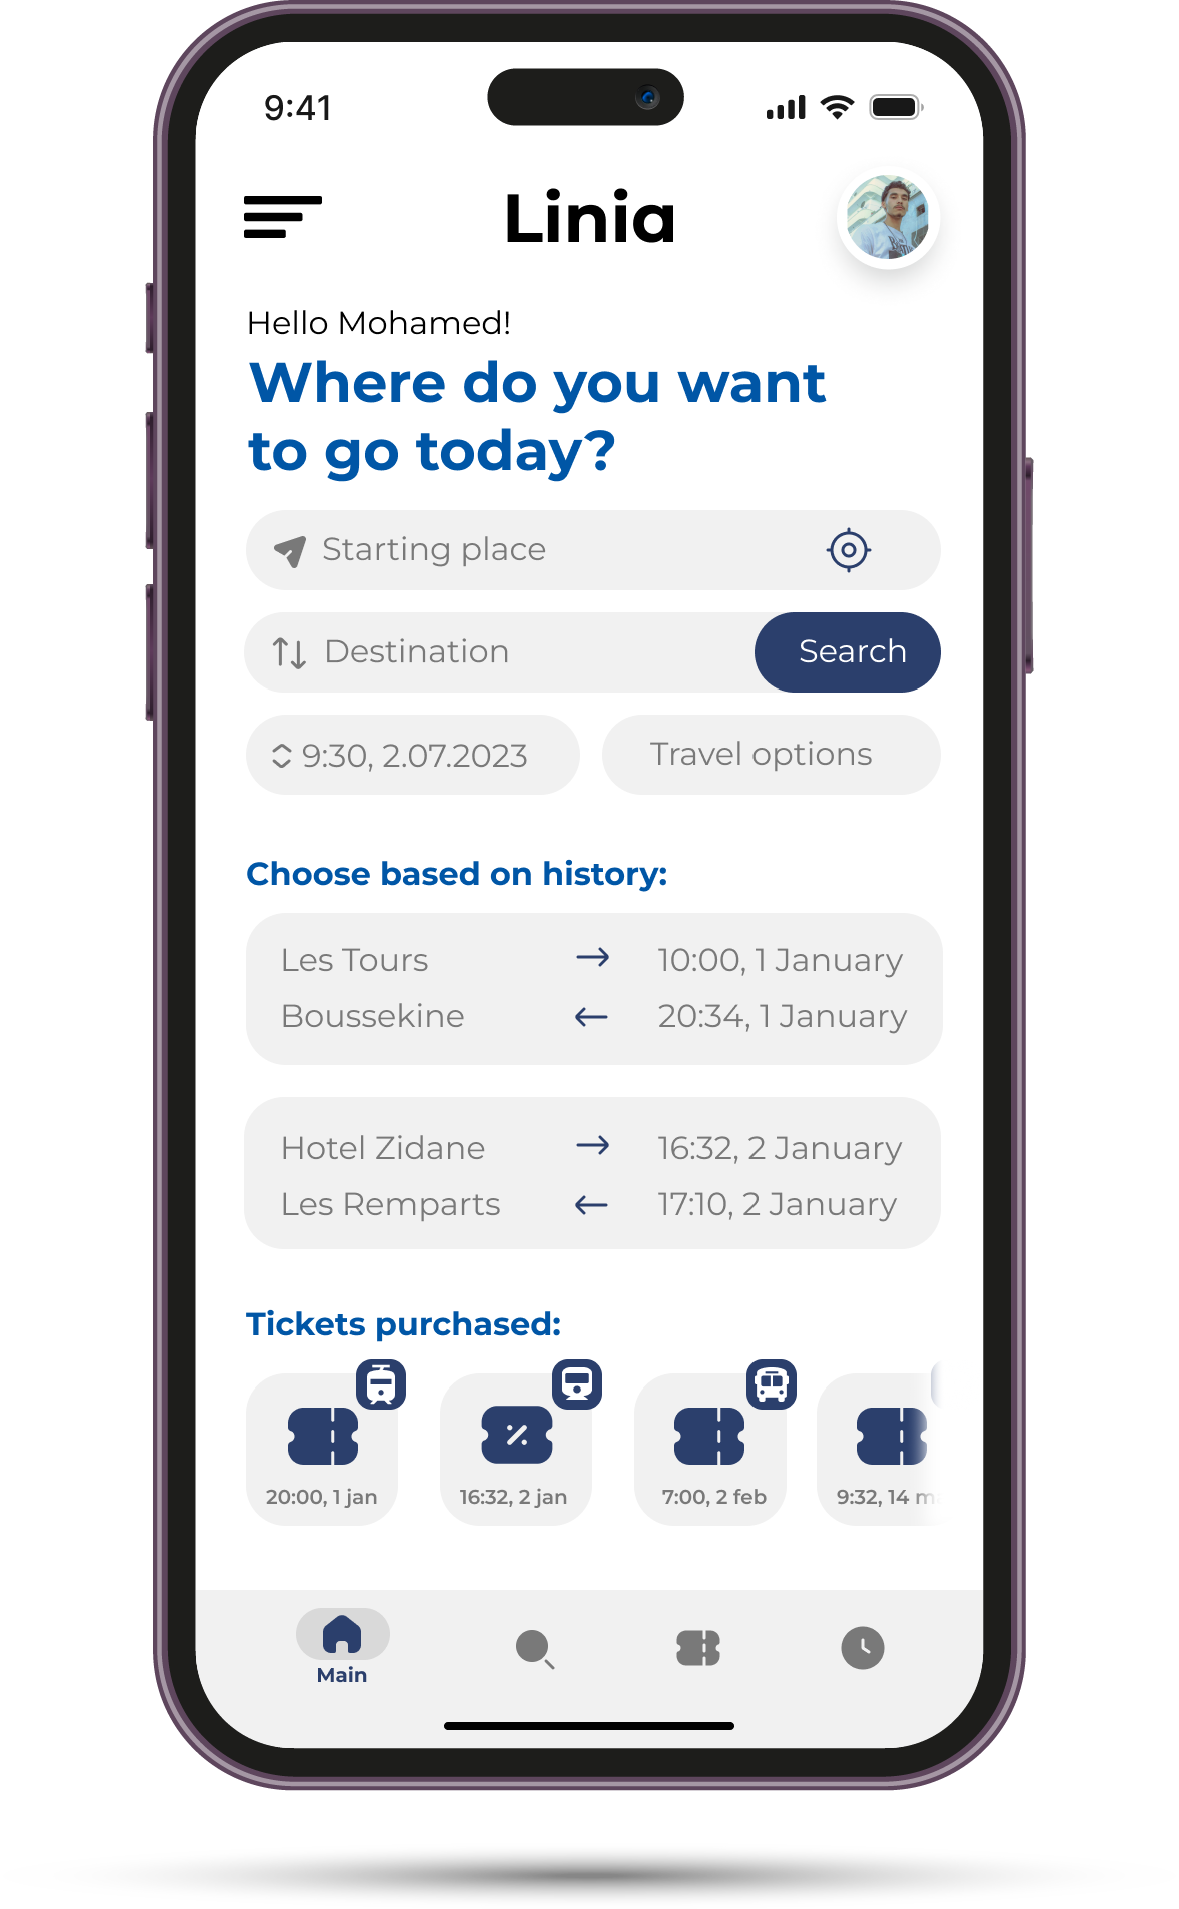 9:41
Linia
Hello Mohamed!
Where do you want
to go today?
Starting place
Destination
Search
9:30, 2.07.2023
Travel options
Choose based on history:
Les Tours → 10:00, 1 January
Boussekine ← 20:34, 1 January
Hotel Zidane → 16:32, 2 January
Les Remparts ← 17:10, 2 January
Tickets purchased:
20:00, 1 jan
16:32, 2 jan
7:00, 2 feb
9:32, 14
Main